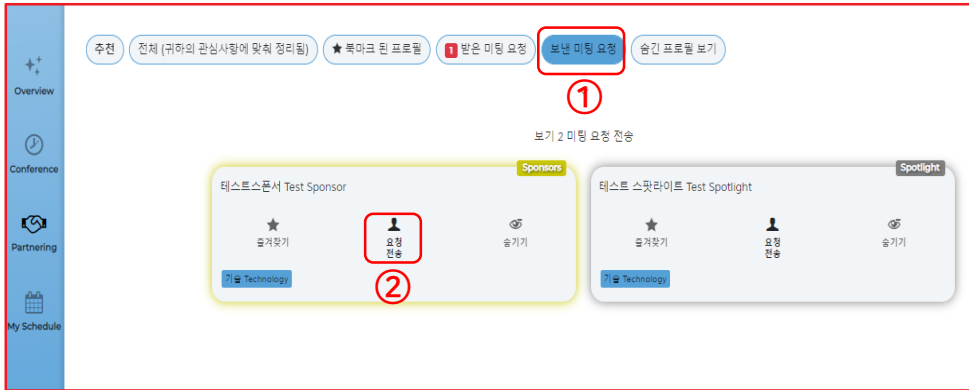 추천
전체 (귀하의 관심사항에 맞춰 정리됨)
★ 북마크 된 프로필
1 받은 미팅 요청
보낸 미팅 요청
숨긴 프로필 보기
①
Overview
Conference
Partnering
My Schedule
보기 2 미팅 요청 전송
Sponsors
테스트스폰서 Test Sponsor
즐겨찾기
요청
전송
숨기기
기술 Technology
②
Spotlight
테스트 스팟라이트 Test Spotlight
즐겨찾기
요청
전송
숨기기
기술 Technology